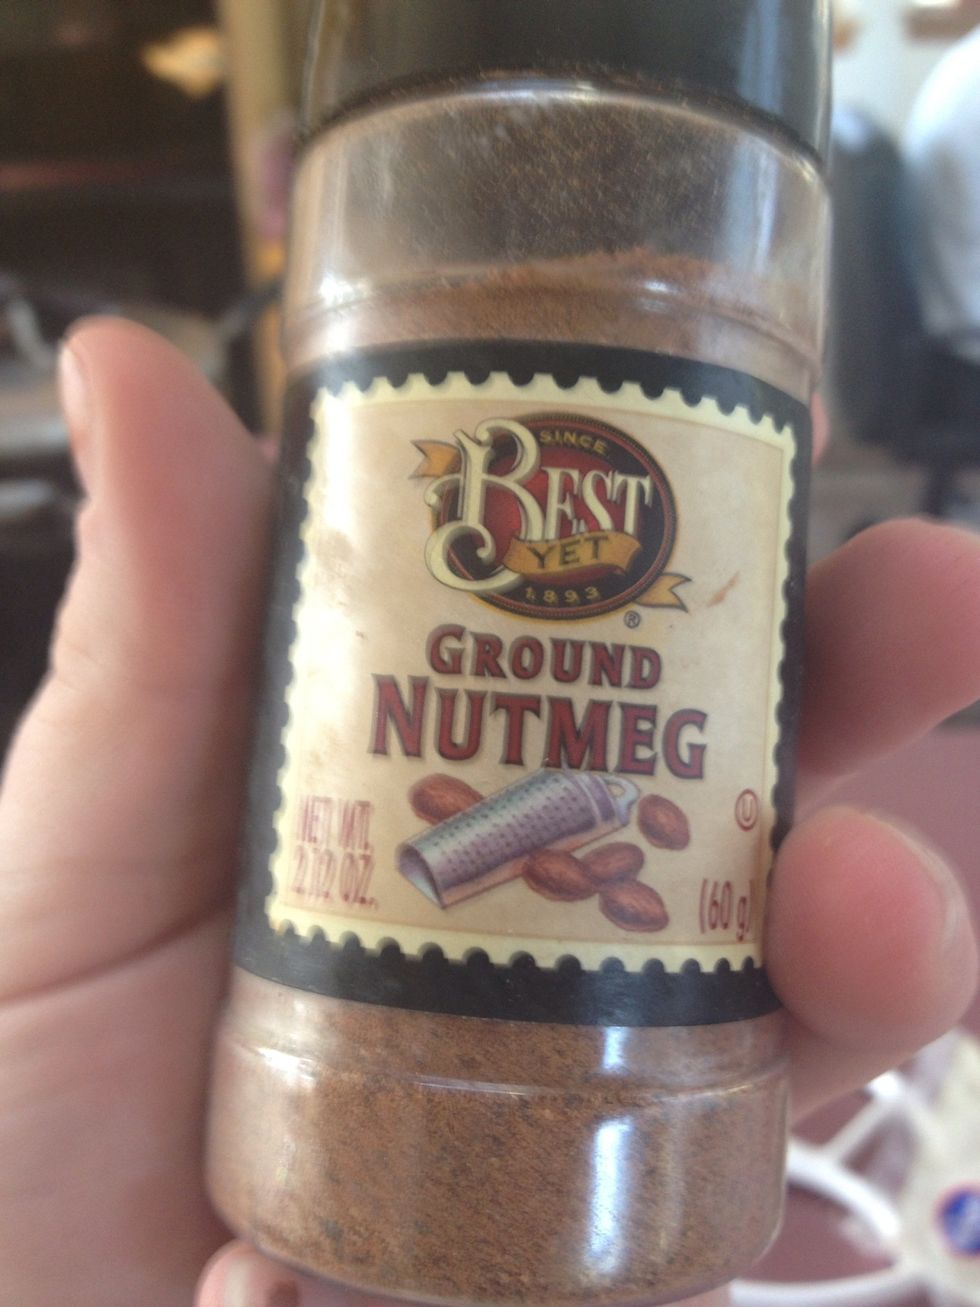 SINCE
BEST
YET
1893
®
GROUND
NUTMEG
U
NET WT.
2.12 OZ.
(60 g)